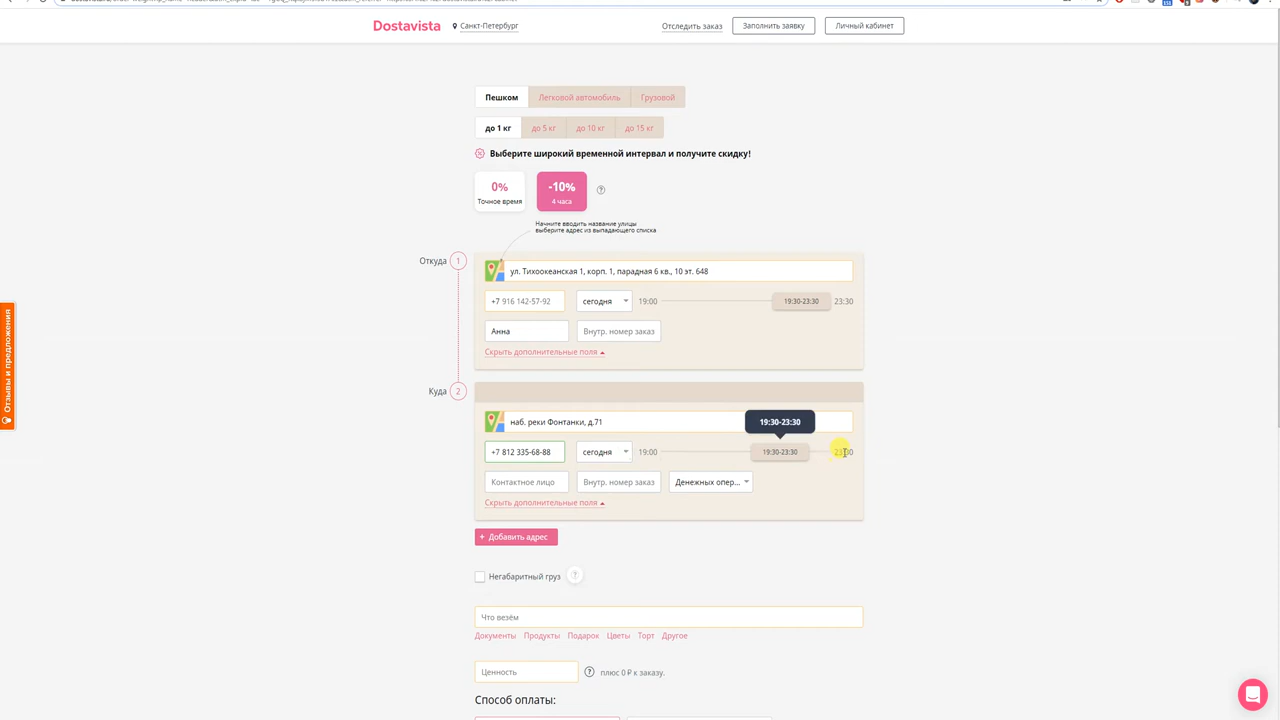 Dostavista
Санкт-Петербург
Отследить заказ
Заполнить заявку
Личный кабинет
Пешком
Легковой автомобиль
Грузовой
до 1 кг
до 5 кг
до 10 кг
до 15 кг
Выберите широкий временной интервал и получите скидку!
0%
Точное время
-10%
4 часа
?
Начните вводить название улицы
выберите адрес из выпадающего списка
Откуда
1
ул. Тихоокеанская 1, корп. 1, парадная 6 кв., 10 эт. 648
+7 916 142-57-92
сегодня
19:00
19:30-23:30
23:30
Анна
Внутр. номер заказ
Скрыть дополнительные поля
Куда
2
наб. реки Фонтанки, д.71
19:30-23:30
+7 812 335-68-88
сегодня
19:00
19:30-23:30
23:30
Контактное лицо
Внутр. номер заказ
Денежных опер...
Скрыть дополнительные поля
+ Добавить адрес
Негабаритный груз
?
Что везём
Документы
Продукты
Подарок
Цветы
Торт
Другое
Ценность
?
плюс 0 ₽ к заказу.
Способ оплаты:
Отзывы и предложения